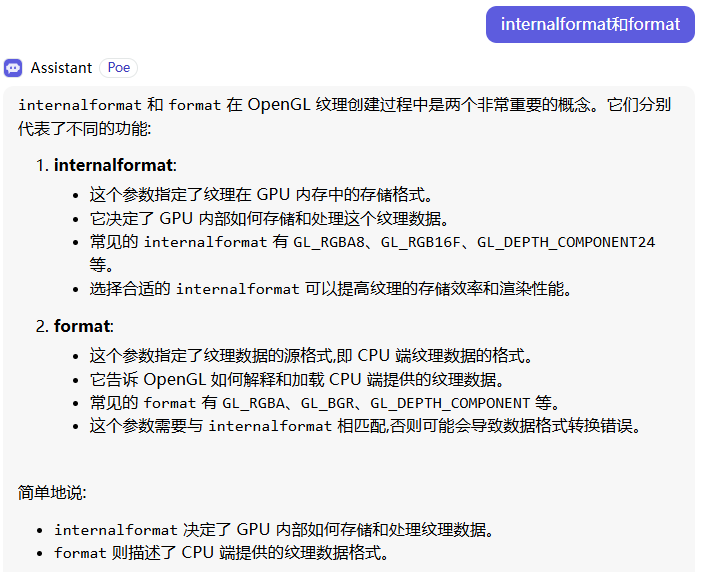 internalformat和format
Assistant Poe
internalformat 和 format 在 OpenGL 纹理创建过程中是两个非常重要的概念。它们分别
代表了不同的功能:
1. internalformat:
• 这个参数指定了纹理在 GPU 内存中的存储格式。
• 它决定了 GPU 内部如何存储和处理这个纹理数据。
• 常见的 internalformat 有 GL_RGBA8、GL_RGB16F、GL_DEPTH_COMPONENT24
等。
• 选择合适的 internalformat 可以提高纹理的存储效率和渲染性能。
2. format:
• 这个参数指定了纹理数据的源格式,即 CPU 端纹理数据的格式。
• 它告诉 OpenGL 如何解释和加载 CPU 端提供的纹理数据。
• 常见的 format 有 GL_RGBA、GL_BGR、GL_DEPTH_COMPONENT 等。
• 这个参数需要与 internalformat 相匹配,否则可能会导致数据格式转换错误。
简单地说:
• internalformat 决定了 GPU 内部如何存储和处理纹理数据。
• format 则描述了 CPU 端提供的纹理数据格式。